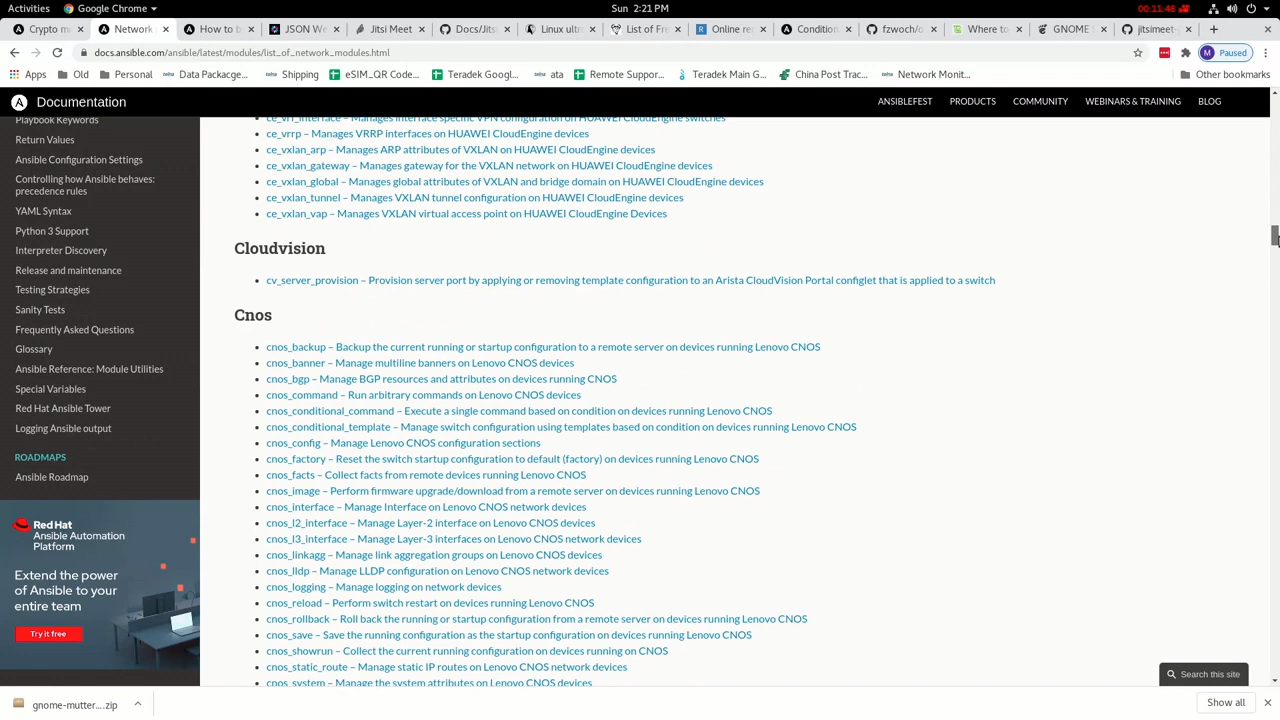 Activities Google Chrome Sun 2:21 PM 00:11:46
Crypto m Network How to b JSON Web Jitsi Meet Docs/Jits Linux ultr List of Fre Online re Condition fzwoch/o Where to GNOME S jitsimeet-
docs.ansible.com/ansible/latest/modules/list_of_network_modules.html M Paused
Apps Old Personal Data Packacge... Shipping eSIM_QR Code... Teradek Googl... ata Remote Suppor... Teradek Main G... China Post Trac... Network Monit... Other bookmarks
A Documentation ANSIBLEFEST PRODUCTS COMMUNITY WEBINARS & TRAINING BLOG
Playbook Keywords
Return Values
Ansible Configuration Settings
Controlling how Ansible behaves:
precedence rules
YAML Syntax
Python 3 Support
Interpreter Discovery
Release and maintenance
Testing Strategies
Sanity Tests
Frequently Asked Questions
Glossary
Ansible Reference: Module Utilities
Special Variables
Red Hat Ansible Tower
Logging Ansible output
ROADMAPS
Ansible Roadmap
Red Hat
Ansible Automation
Platform
Extend the power
of Ansible to your
entire team
Try it free
ce_vrf_interface – Manages interface specific VPN configuration on HUAWEI CloudEngine switches
ce_vrrp – Manages VRRP interfaces on HUAWEI CloudEngine devices
ce_vxlan_arp – Manages ARP attributes of VXLAN on HUAWEI CloudEngine devices
ce_vxlan_gateway – Manages gateway for the VXLAN network on HUAWEI CloudEngine devices
ce_vxlan_global – Manages global attributes of VXLAN and bridge domain on HUAWEI CloudEngine devices
ce_vxlan_tunnel – Manages VXLAN tunnel configuration on HUAWEI CloudEngine devices
ce_vxlan_vap – Manages VXLAN virtual access point on HUAWEI CloudEngine Devices
Cloudvision
cv_server_provision – Provision server port by applying or removing template configuration to an Arista CloudVision Portal configlet that is applied to a switch
Cnos
cnos_backup – Backup the current running or startup configuration to a remote server on devices running Lenovo CNOS
cnos_banner – Manage multiline banners on Lenovo CNOS devices
cnos_bgp – Manage BGP resources and attributes on devices running CNOS
cnos_command – Run arbitrary commands on Lenovo CNOS devices
cnos_conditional_command – Execute a single command based on condition on devices running Lenovo CNOS
cnos_conditional_template – Manage switch configuration using templates based on condition on devices running Lenovo CNOS
cnos_config – Manage Lenovo CNOS configuration sections
cnos_factory – Reset the switch startup configuration to default (factory) on devices running Lenovo CNOS
cnos_facts – Collect facts from remote devices running Lenovo CNOS
cnos_image – Perform firmware upgrade/download from a remote server on devices running Lenovo CNOS
cnos_interface – Manage Interface on Lenovo CNOS network devices
cnos_l2_interface – Manage Layer-2 interface on Lenovo CNOS devices
cnos_l3_interface – Manage Layer-3 interfaces on Lenovo CNOS network devices
cnos_linkagg – Manage link aggregation groups on Lenovo CNOS devices
cnos_lldp – Manage LLDP configuration on Lenovo CNOS network devices
cnos_logging – Manage logging on network devices
cnos_reload – Perform switch restart on devices running Lenovo CNOS
cnos_rollback – Roll back the running or startup configuration from a remote server on devices running Lenovo CNOS
cnos_save – Save the running configuration as the startup configuration on devices running Lenovo CNOS
cnos_showrun – Collect the current running configuration on devices running on CNOS
cnos_static_route – Manage static IP routes on Lenovo CNOS network devices
cnos_system – Manage the system attributes on Lenovo CNOS devices
Search this site
gnome-mutter....zip Show all